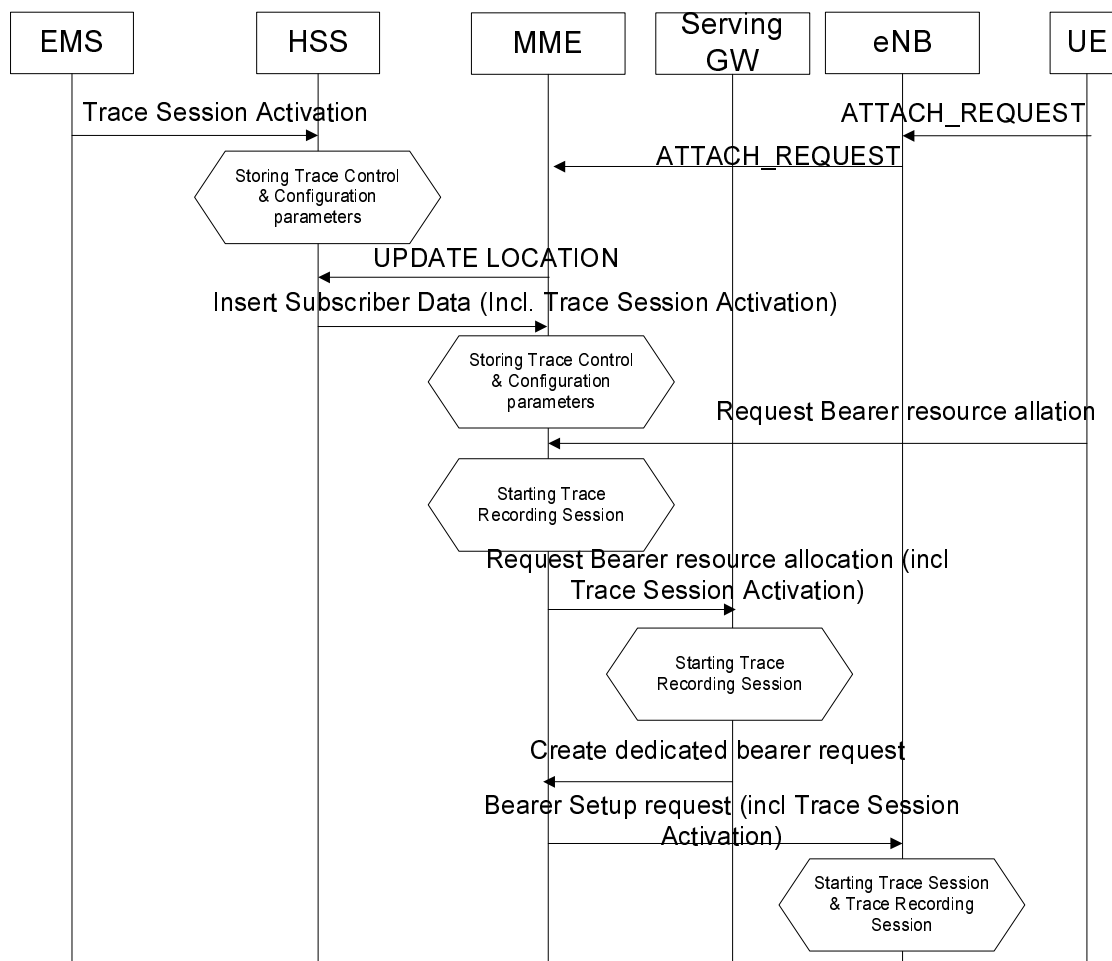 EMS
HSS
MME
Serving
GW
eNB
UE
Trace Session Activation
ATTACH_REQUEST
ATTACH_REQUEST
Storing Trace Control
& Configuration
parameters
UPDATE LOCATION
Insert Subscriber Data (Incl. Trace Session Activation)
Storing Trace Control
& Configuration
parameters
Request Bearer resource allation
Starting Trace
Recording Session
Request Bearer resource allocation (incl
Trace Session Activation)
Starting Trace
Recording Session
Create dedicated bearer request
Bearer Setup request (incl Trace Session
Activation)
Starting Trace Session
& Trace Recording
Session